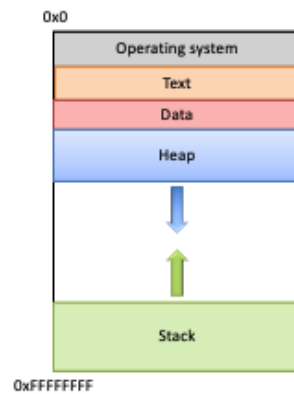 0x0
Operating system
Text
Data
Heap
Stack
0xFFFFFFFF